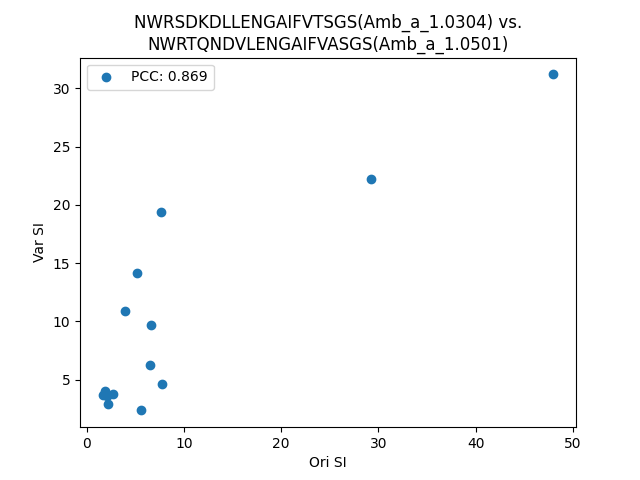 NWRSDKDLLENGAIFVTSGS(Amb_a_1.0304) vs.
NWRTQNDVLENGAIFVASGS(Amb_a_1.0501)
PCC: 0.869
Var SI
30
25
20
15
10
5
0 10 20 30 40 50
Ori SI